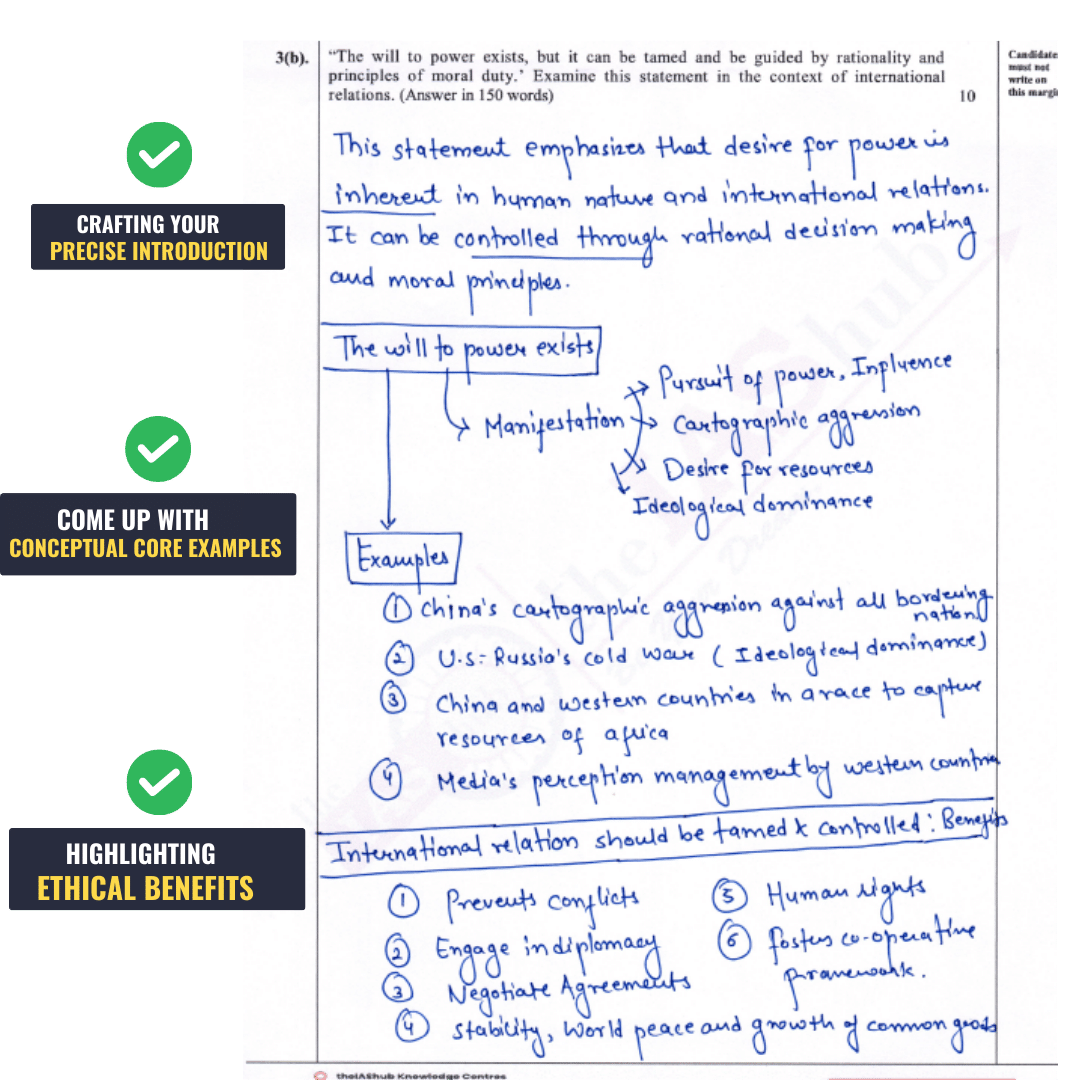 3(b).
“The will to power exists, but it can be tamed and be guided by rationality and
principles of moral duty.’ Examine this statement in the context of international
relations. (Answer in 150 words)
10
Candidate
must not
write on
this margi
This statement emphasizes that desire for power is
inherent in human nature and international relations.
It can be controlled through rational decision making
and moral principles.
CRAFTING YOUR
PRECISE INTRODUCTION
The will to power exists
Manifestation
Pursuit of power, Influence
Cartographic aggression
Desire for resources
Ideological dominance
COME UP WITH
CONCEPTUAL CORE EXAMPLES
Examples
① China's cartographic aggression against all bordering
nation
② U.S-Russia's cold war (Ideological dominance)
③ China and western countries in a race to capture
resources of africa
④ Media's perception management by western countries
HIGHLIGHTING
ETHICAL BENEFITS
International relation should be tamed & controlled: Benefits
① Prevents conflicts
② Engage in diplomacy
③ Negotiate Agreements
④ stability, world peace and growth of common goods
⑤ Human rights
⑥ fosters co-operative
framework.
theIAShub Knowledge Centres